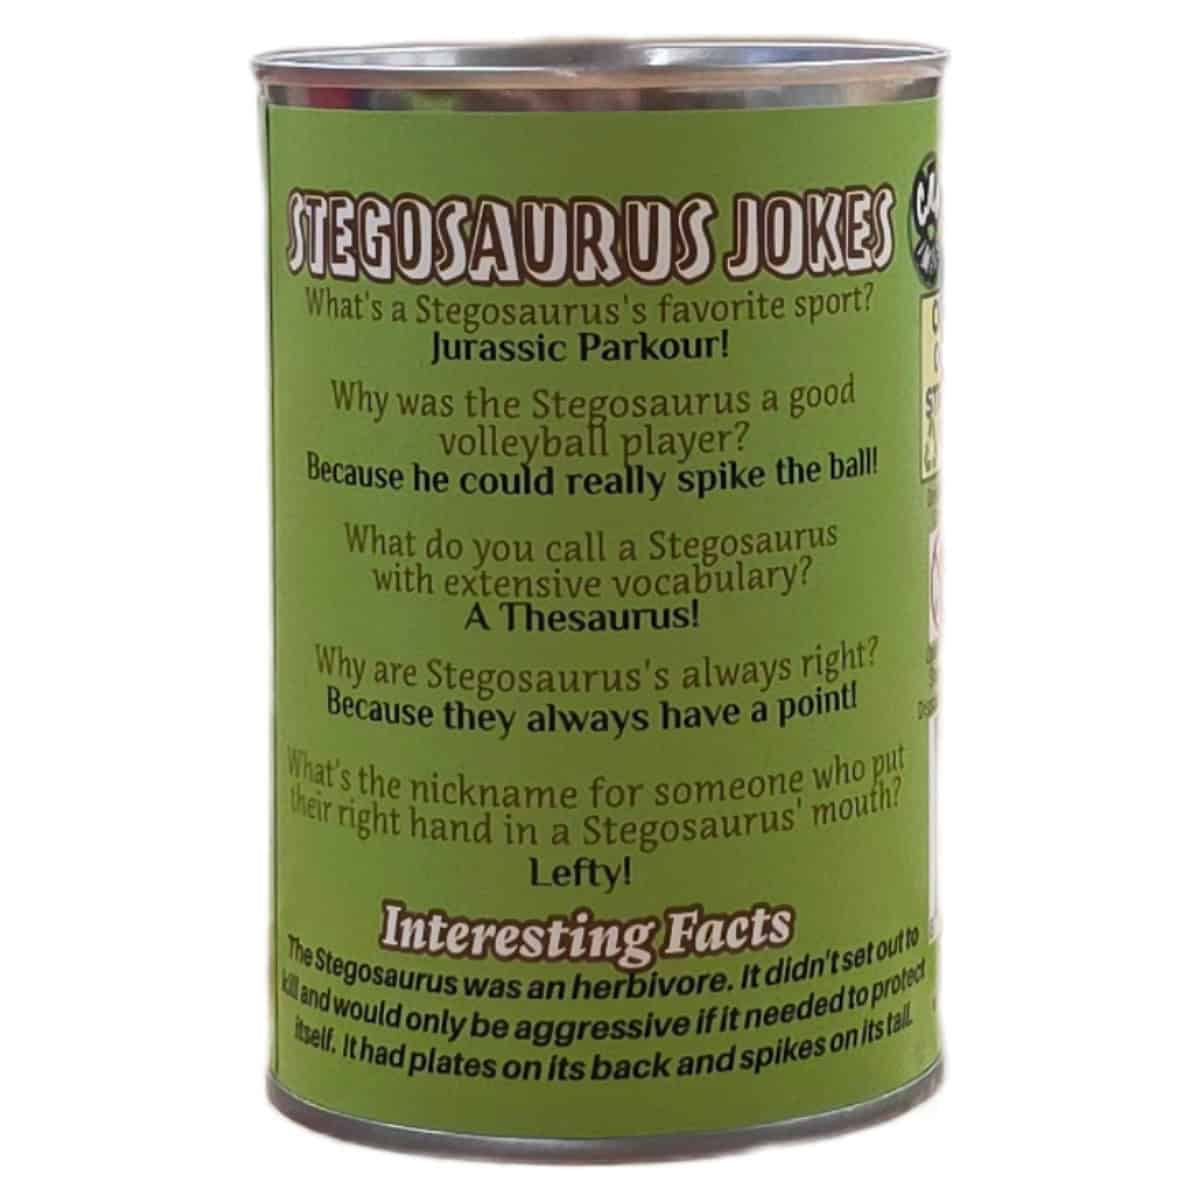 STEGOSAURUS JOKES
What's a Stegosaurus's favorite sport?
Jurassic Parkour!
Why was the Stegosaurus a good
volleyball player?
Because he could really spike the ball!
What do you call a Stegosaurus
with extensive vocabulary?
A Thesaurus!
Why are Stegosaurus's always right?
Because they always have a point!
What's the nickname for someone who put
their right hand in a Stegosaurus' mouth?
Lefty!
Interesting Facts
The Stegosaurus was an herbivore. It didn't set out to
kill and would only be aggressive if it needed to protect
itself. It had plates on its back and spikes on its tail.